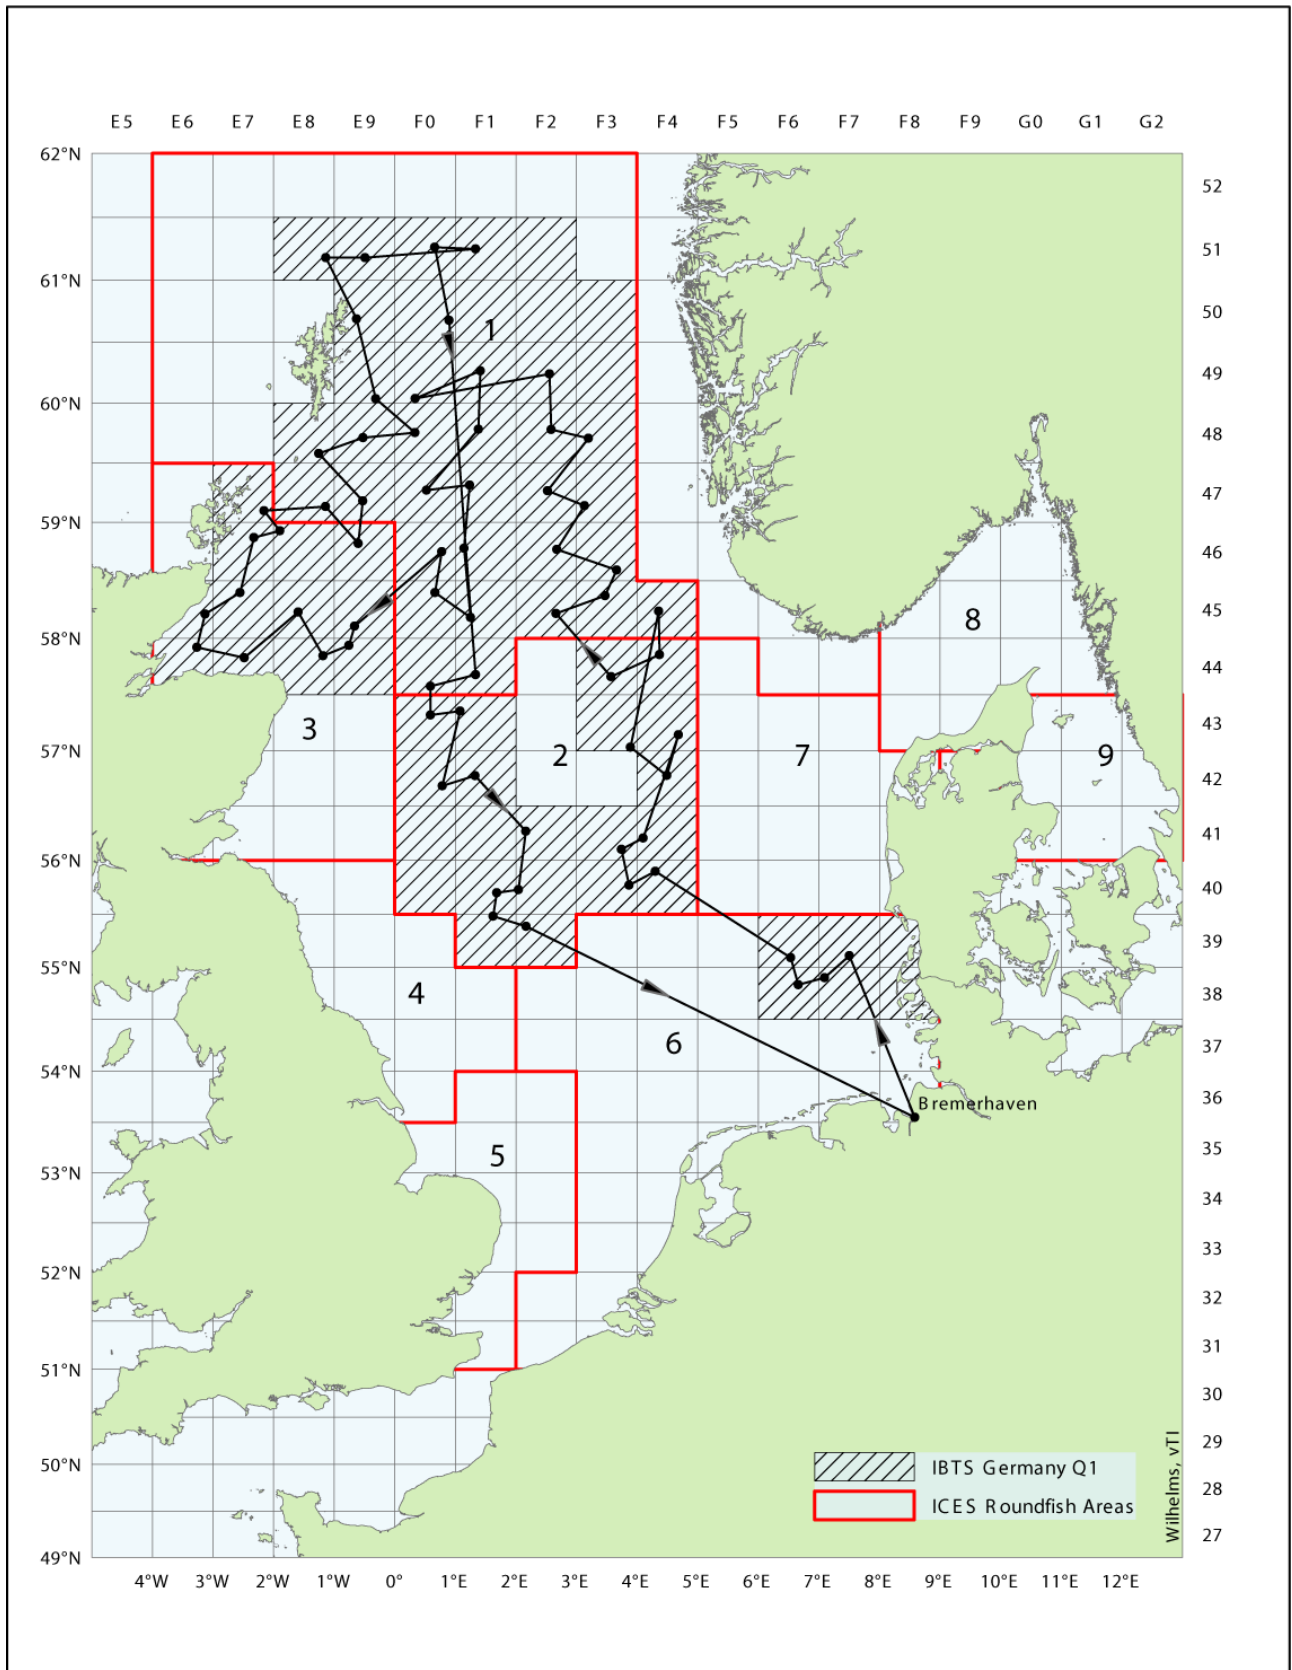 E5 E6 E7 E8 E9 F0 F1 F2 F3 F4 F5 F6 F7 F8 F9 G0 G1 G2
62°N
52
51
61°N
50
1
49
60°N
48
47
59°N
46
45
8
58°N
44
3
43
2
7
9
57°N
42
41
56°N
40
39
55°N
4
38
6
37
54°N
36
Bremerhaven
5
35
53°N
34
33
52°N
32
31
51°N
30
29
50°N
IBTS Germany Q1
28
ICES Roundfish Areas
27
Wilhelms, vTI
49°N
4°W 3°W 2°W 1°W 0° 1°E 2°E 3°E 4°E 5°E 6°E 7°E 8°E 9°E 10°E 11°E 12°E